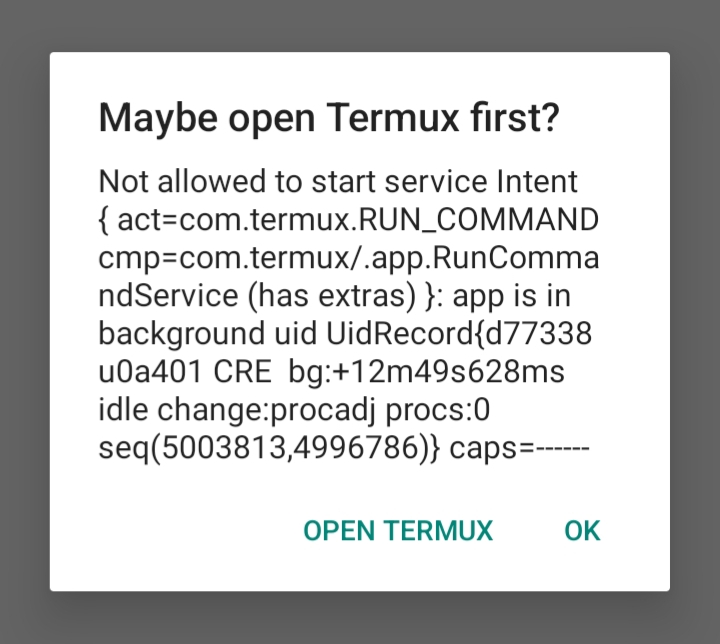 Maybe open Termux first?
Not allowed to start service Intent
{ act=com.termux.RUN_COMMAND
cmp=com.termux/.app.RunComma
ndService (has extras) }: app is in
background uid UidRecord{d77338
u0a401 CRE  bg:+12m49s628ms
idle change:procadj procs:0
seq(5003813,4996786)} caps=------
OPEN TERMUX
OK